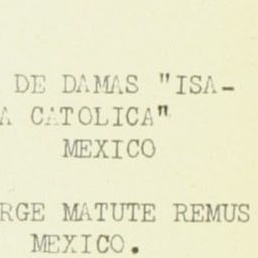 DE DAMAS "ISA-
A CATOLICA"
MEXICO
RGE MATUTE REMUS
MEXICO.